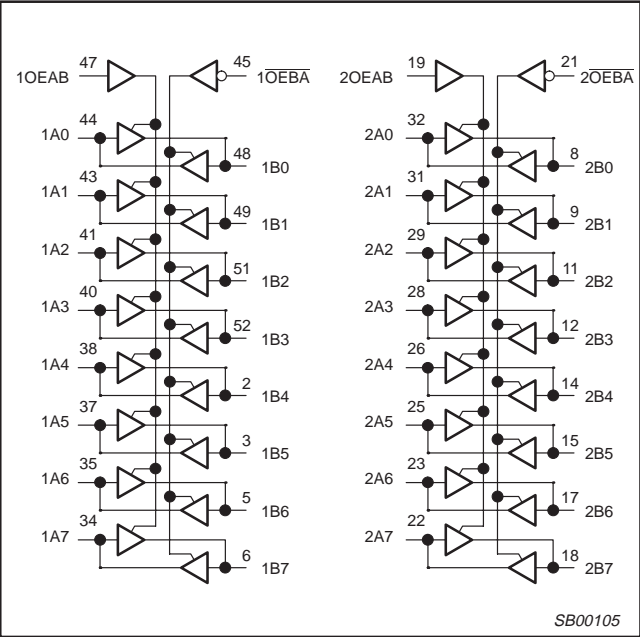 47 45 19 21
1OEAB 1O̅E̅B̅A̅ 2OEAB 2O̅E̅B̅A̅
44 32
1A0 2A0
48 1B0 8 2B0
43 31
1A1 2A1
49 1B1 9 2B1
41 29
1A2 2A2
51 1B2 11 2B2
40 28
1A3 2A3
52 1B3 12 2B3
38 26
1A4 2A4
2 1B4 14 2B4
37 25
1A5 2A5
3 1B5 15 2B5
35 23
1A6 2A6
5 1B6 17 2B6
34 22
1A7 2A7
6 1B7 18 2B7
SB00105